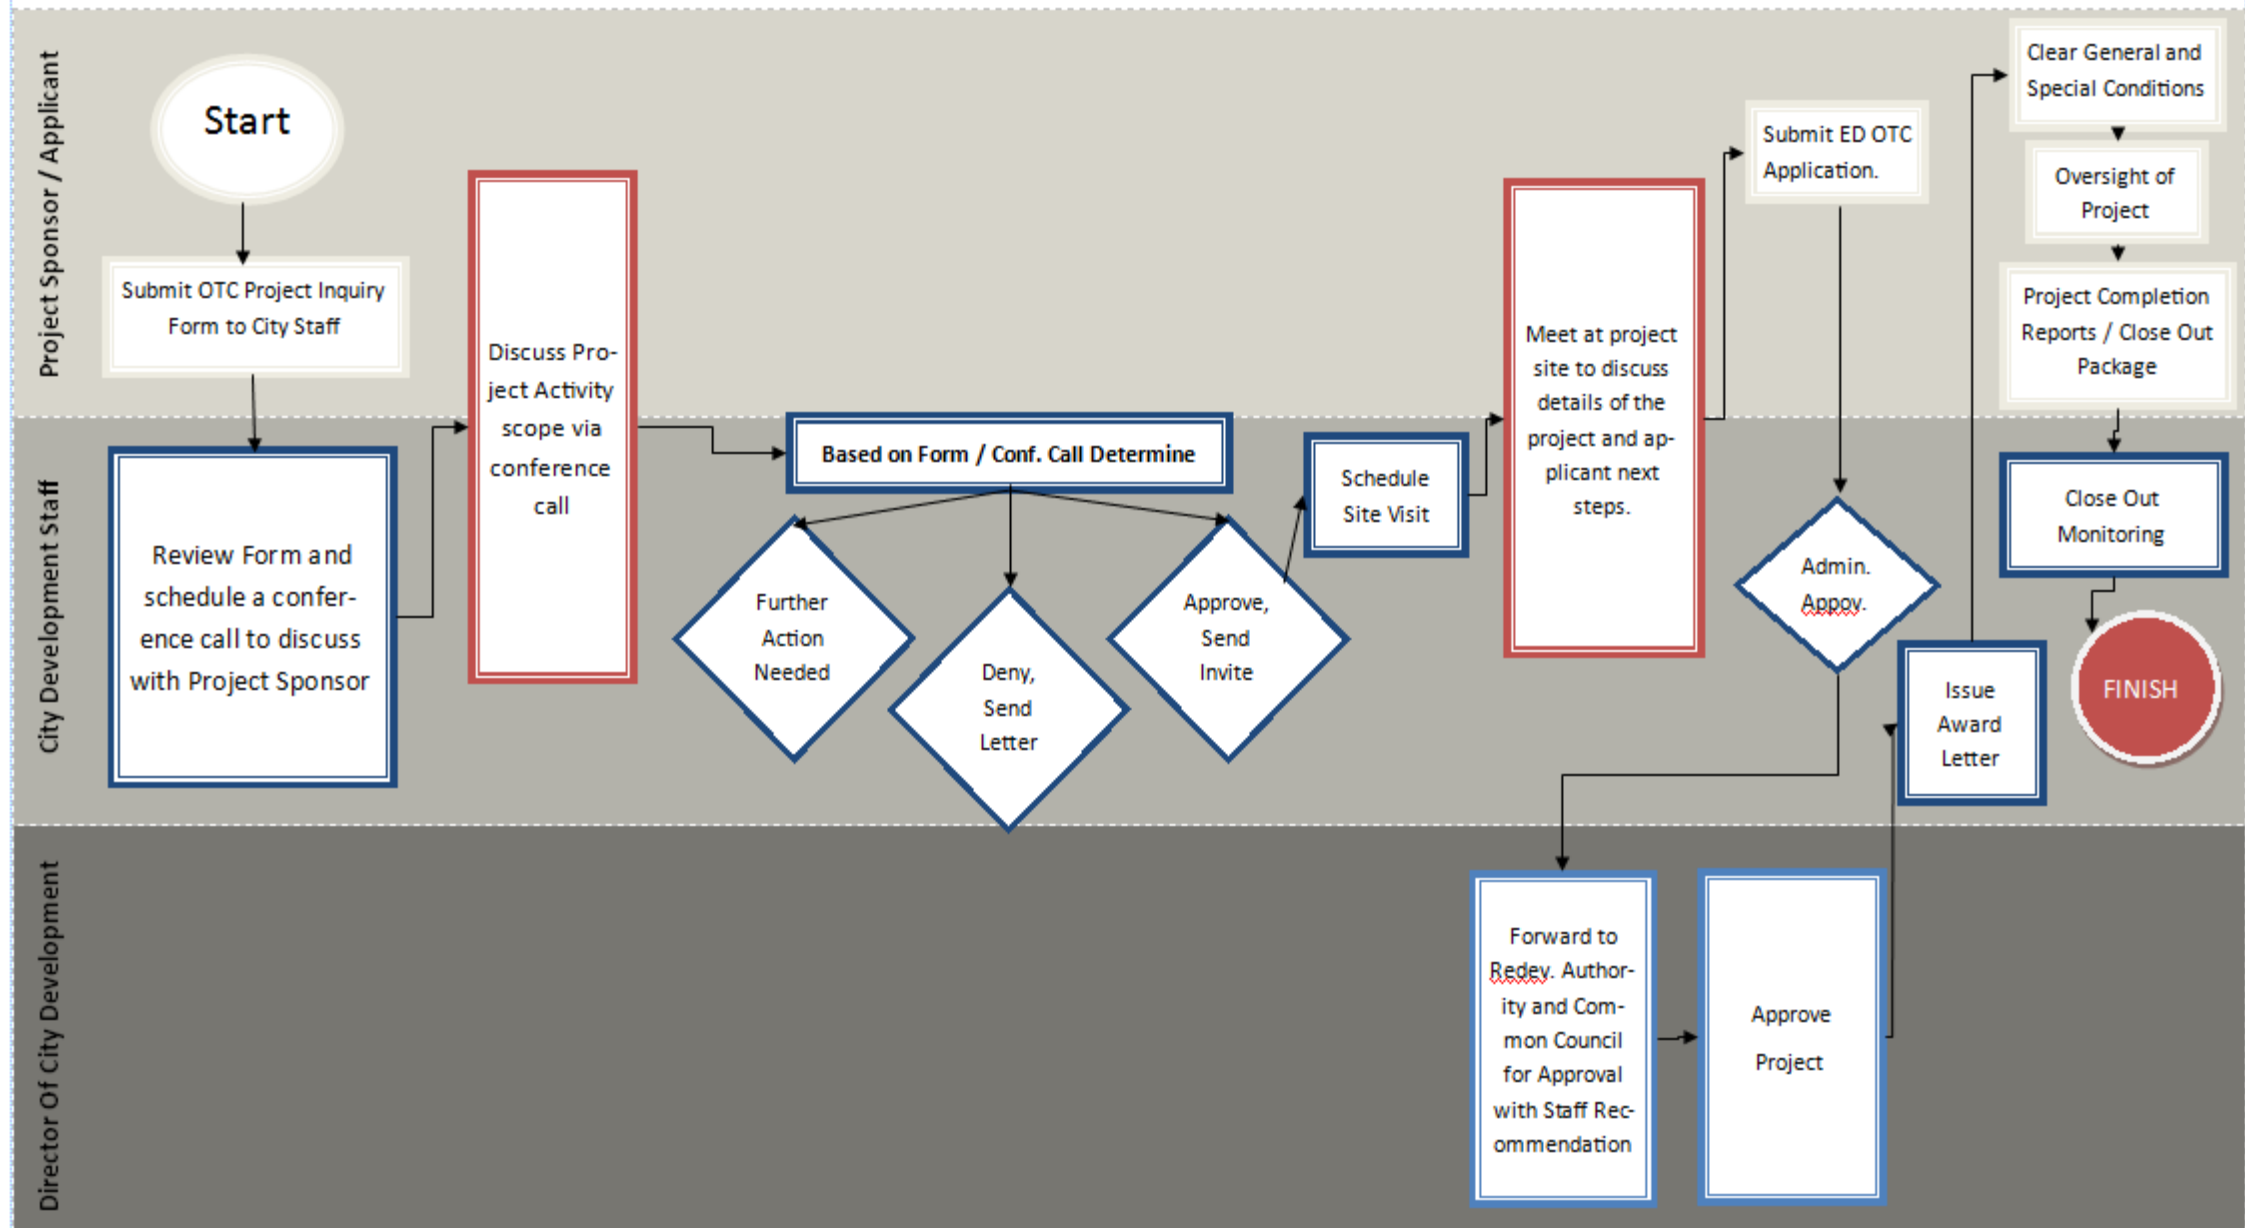 Project Sponsor / Applicant
Start
Submit OTC Project Inquiry
Form to City Staff
Discuss Pro-
ject Activity
scope via
conference
call
Meet at project
site to discuss
details of the
project and ap-
plicant next
steps.
Submit ED OTC
Application.
Clear General and
Special Conditions
Oversight of
Project
Project Completion
Reports / Close Out
Package
City Development Staff
Review Form and
schedule a confer-
ence call to discuss
with Project Sponsor
Based on Form / Conf. Call Determine
Further
Action
Needed
Deny,
Send
Letter
Approve,
Send
Invite
Schedule
Site Visit
Admin.
Appov.
Issue
Award
Letter
Close Out
Monitoring
FINISH
Director Of City Development
Forward to
Redev. Author-
ity and Com-
mon Council
for Approval
with Staff Rec-
ommendation
Approve
Project